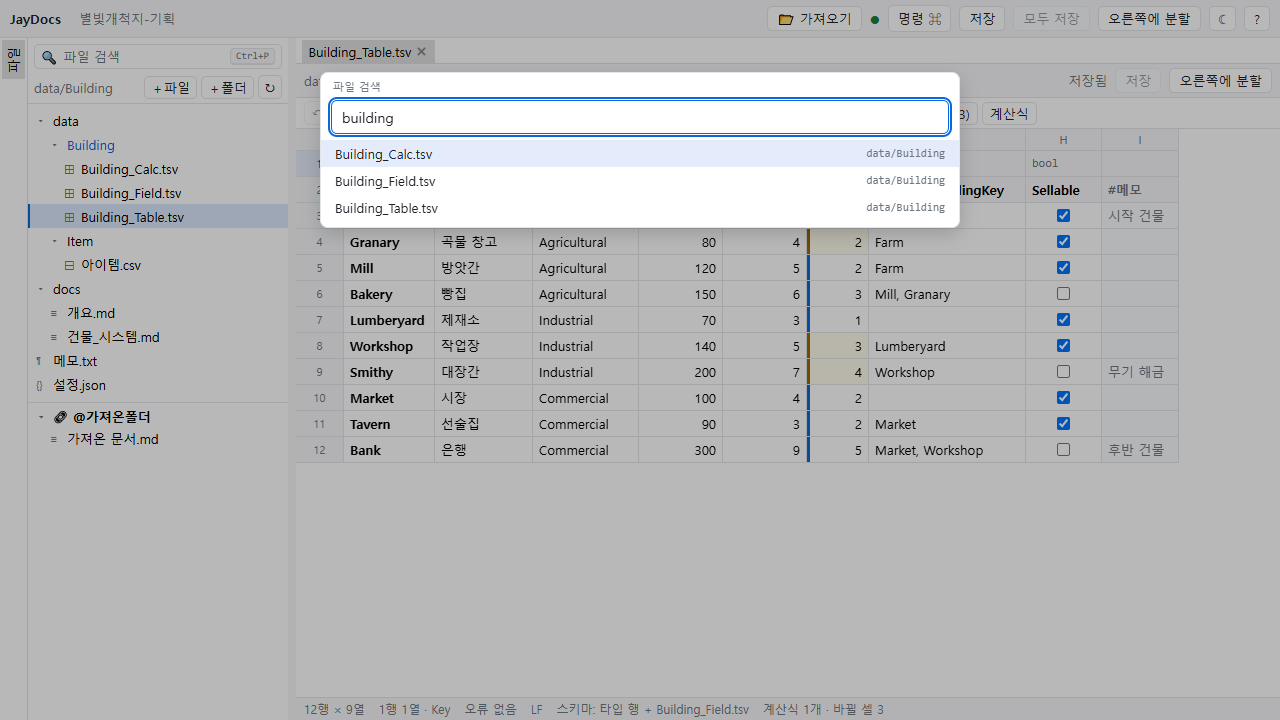 JayDocs 별빛개척지-기획 가져오기 명령 ⌘ 저장 모두 저장 오른쪽에 분할 ☾ ?
파일
파일 검색 Ctrl+P
data/Building +파일 +폴더 ↻
data
Building
Building_Calc.tsv
Building_Field.tsv
Building_Table.tsv
Item
아이템.csv
docs
개요.md
건물_시스템.md
메모.txt
{} 설정.json
@가져온폴더
가져온 문서.md
Building_Table.tsv ✕
저장됨 저장 오른쪽에 분할
3) 계산식
파일 검색
building
Building_Calc.tsv data/Building
Building_Field.tsv data/Building
Building_Table.tsv data/Building
H I
1 bool
2 dingKey Sellable #메모
3 시작 건물
4 Granary 곡물 창고 Agricultural 80 4 2 Farm
5 Mill 방앗간 Agricultural 120 5 2 Farm
6 Bakery 빵집 Agricultural 150 6 3 Mill, Granary
7 Lumberyard 제재소 Industrial 70 3 1
8 Workshop 작업장 Industrial 140 5 3 Lumberyard
9 Smithy 대장간 Industrial 200 7 4 Workshop 무기 해금
10 Market 시장 Commercial 100 4 2
11 Tavern 선술집 Commercial 90 3 2 Market
12 Bank 은행 Commercial 300 9 5 Market, Workshop 후반 건물
12행 × 9열 1행 1열 · Key 오류 없음 LF 스키마: 타입 행 + Building_Field.tsv 계산식 1개 · 바뀔 셀 3